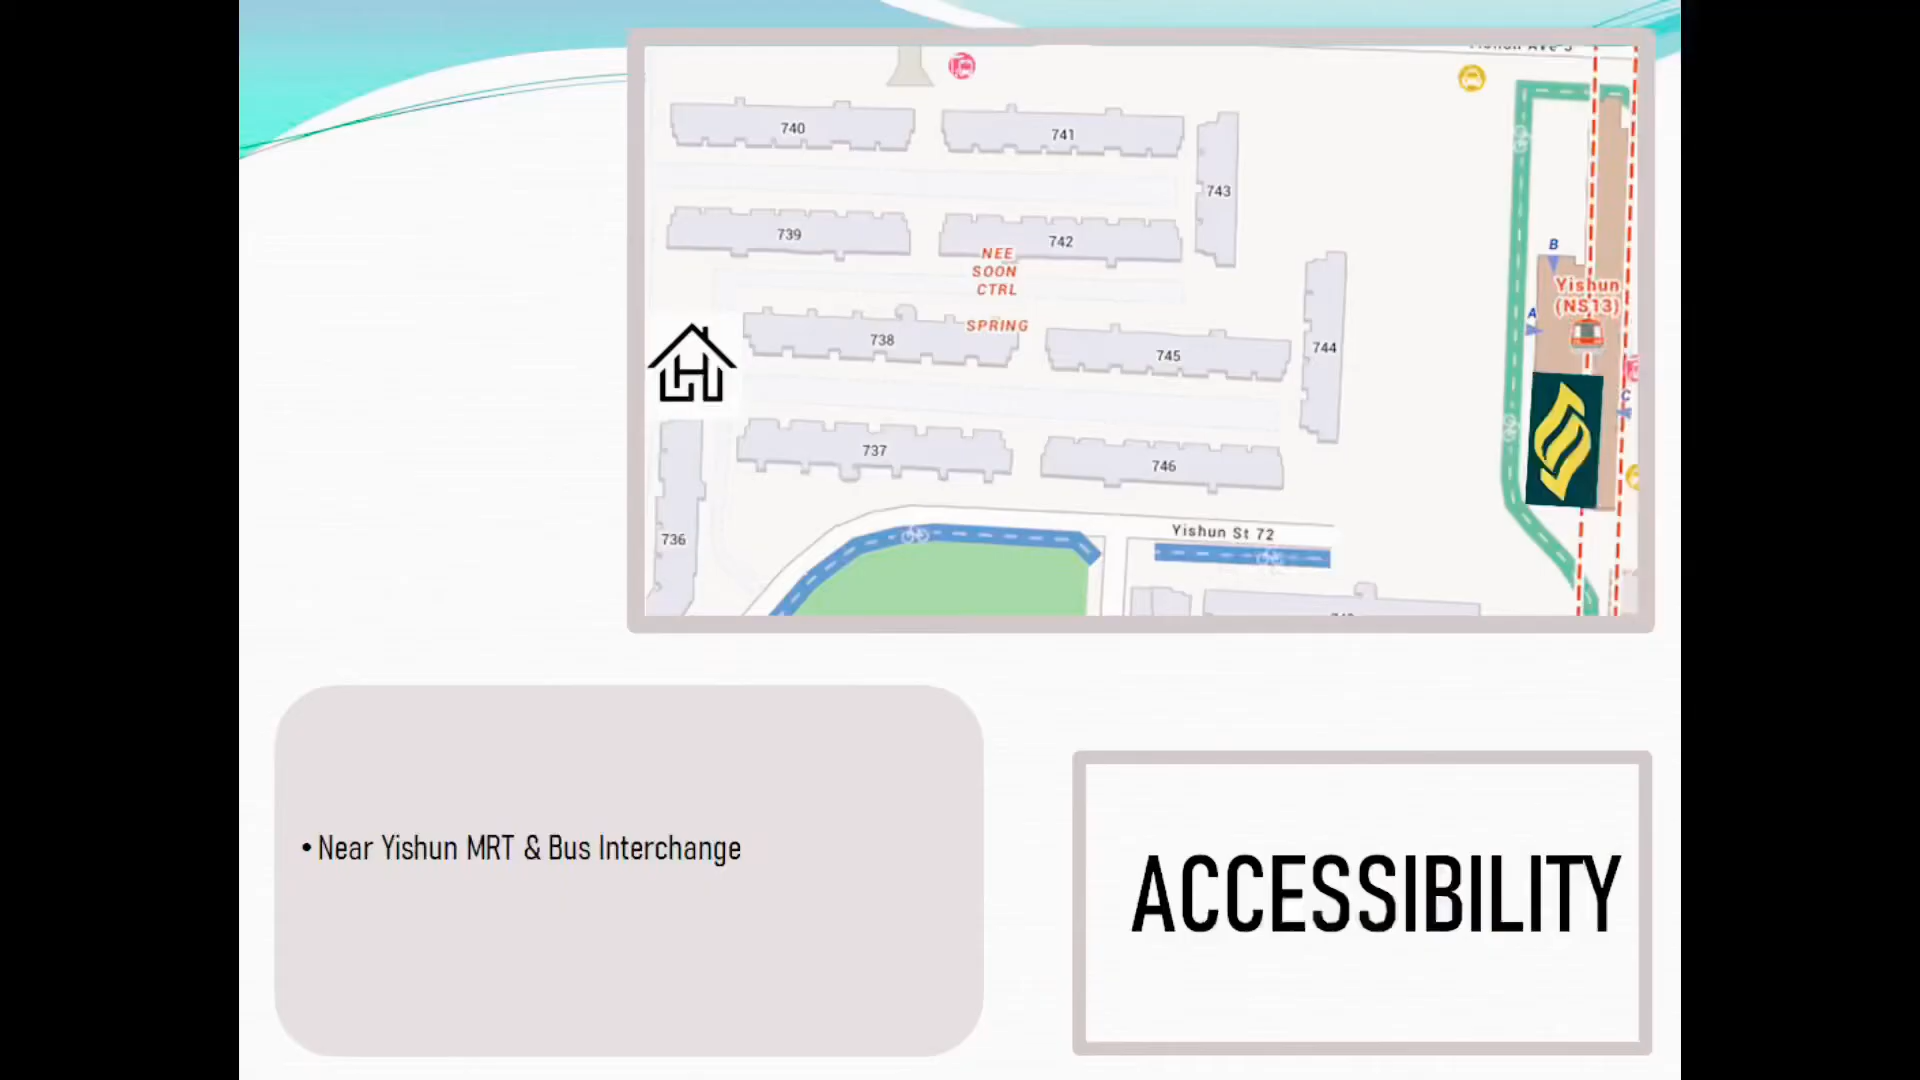 740
741
743
739
742
NEE
SOON
CTRL
B
Yishun
(NS13)
A
SPRING
738
745
744
C
737
746
Yishun St 72
736
• Near Yishun MRT & Bus Interchange
ACCESSIBILITY